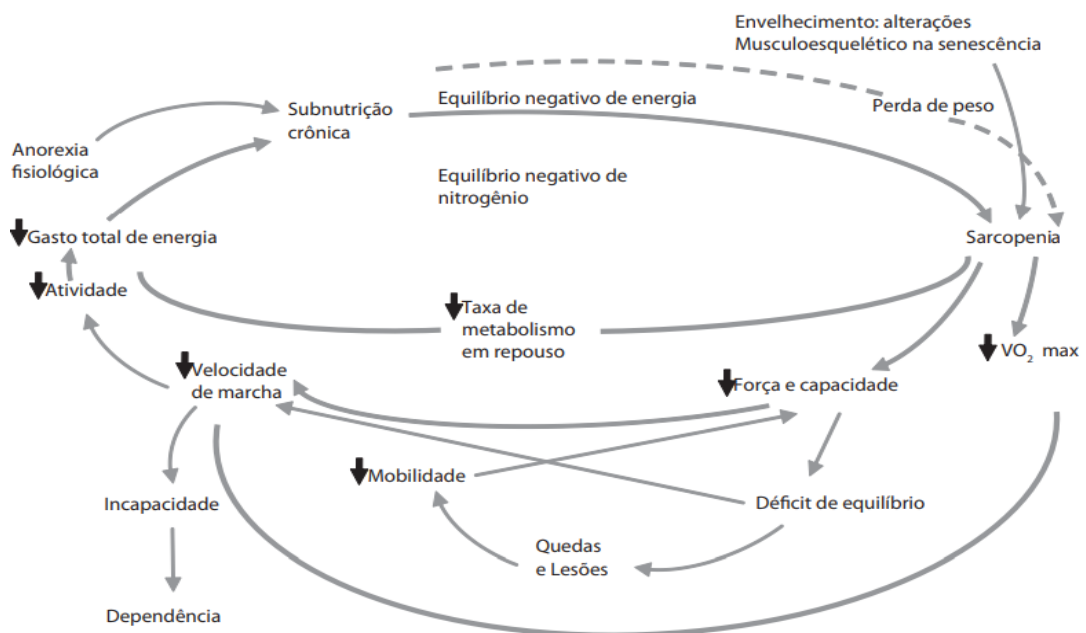 Envelhecimento: alterações
Musculoesquelético na senescência
Subnutrição
crônica
Equilíbrio negativo de energia
Perda de peso
Anorexia
fisiológica
Equilíbrio negativo de
nitrogênio
Gasto total de energia
Sarcopenia
Atividade
Taxa de
metabolismo
em repouso
VO2 max
Velocidade
de marcha
Força e capacidade
Mobilidade
Incapacidade
Déficit de equilíbrio
Quedas
e Lesões
Dependência